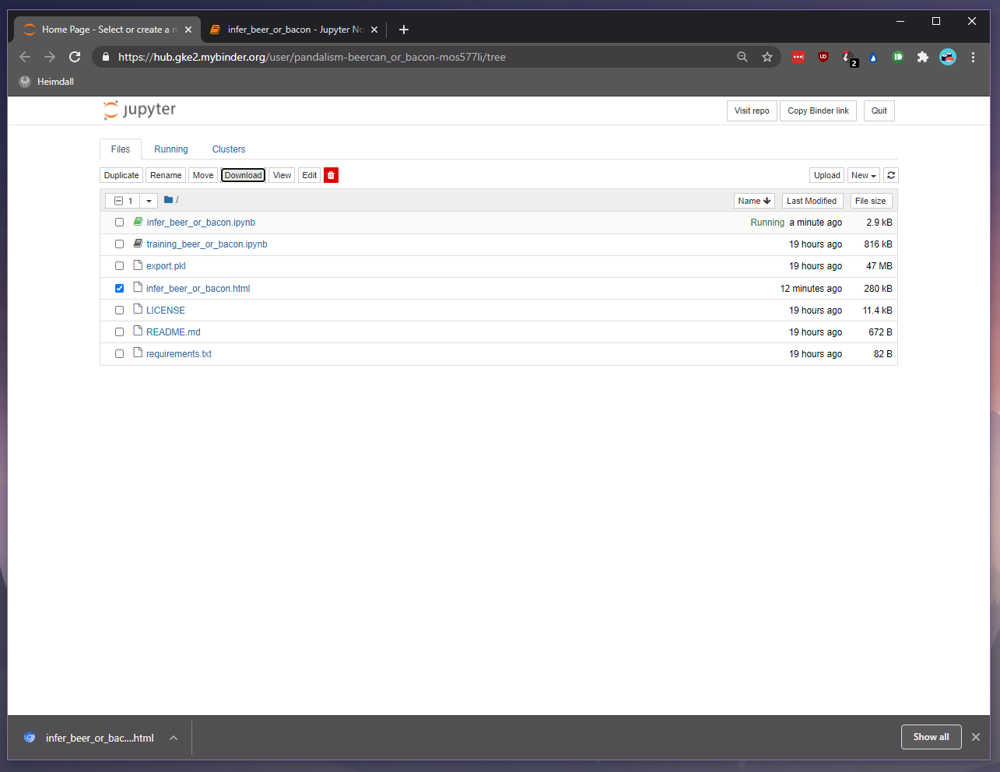 Home Page - Select or create a n
infer_beer_or_bacon - Jupyter No
https://hub.gke2.mybinder.org/user/pandalism-beercan_or_bacon-mos577li/tree
2
Heimdall
jupyter
Visit repo Copy Binder link Quit
Files Running Clusters
Duplicate Rename Move Download View Edit Upload New
1 / Name Last Modified File size
infer_beer_or_bacon.ipynb Running a minute ago 2.9 kB
training_beer_or_bacon.ipynb 19 hours ago 816 kB
export.pkl 19 hours ago 47 MB
infer_beer_or_bacon.html 12 minutes ago 280 kB
LICENSE 19 hours ago 11.4 kB
README.md 19 hours ago 672 B
requirements.txt 19 hours ago 82 B
infer_beer_or_bac....html Show all